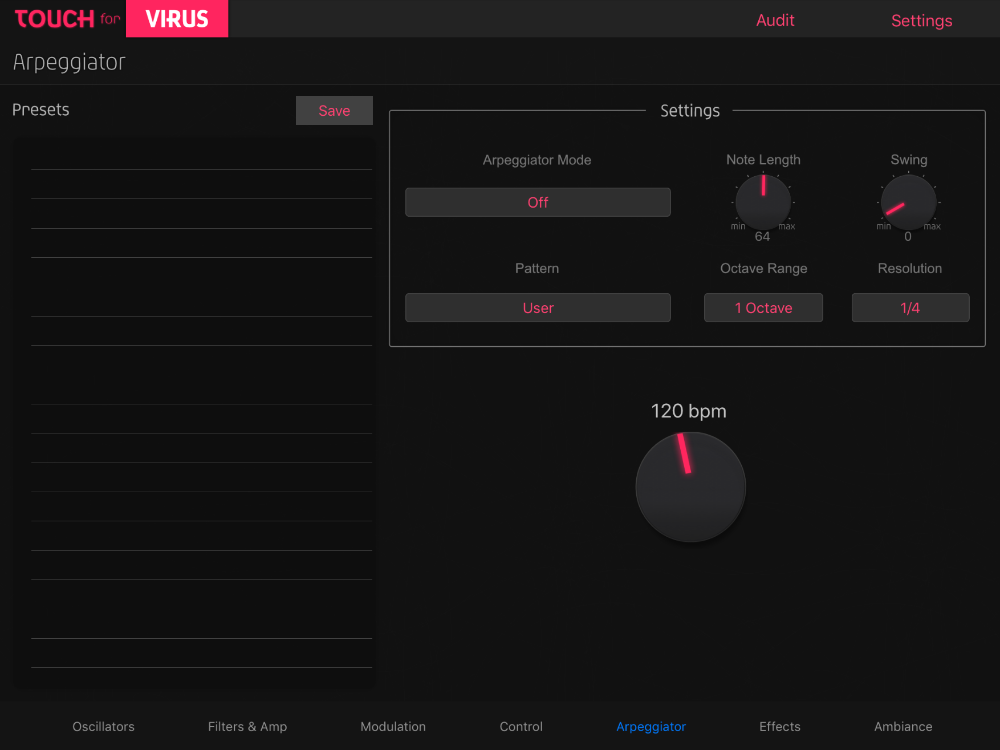 TOUCH for VIRUS
Audit
Settings
Arpeggiator
Presets
Save
Settings
Arpeggiator Mode
Note Length
Swing
Off
min
max
64
min
max
0
Pattern
Octave Range
Resolution
User
1 Octave
1/4
120 bpm
Oscillators
Filters & Amp
Modulation
Control
Arpeggiator
Effects
Ambiance